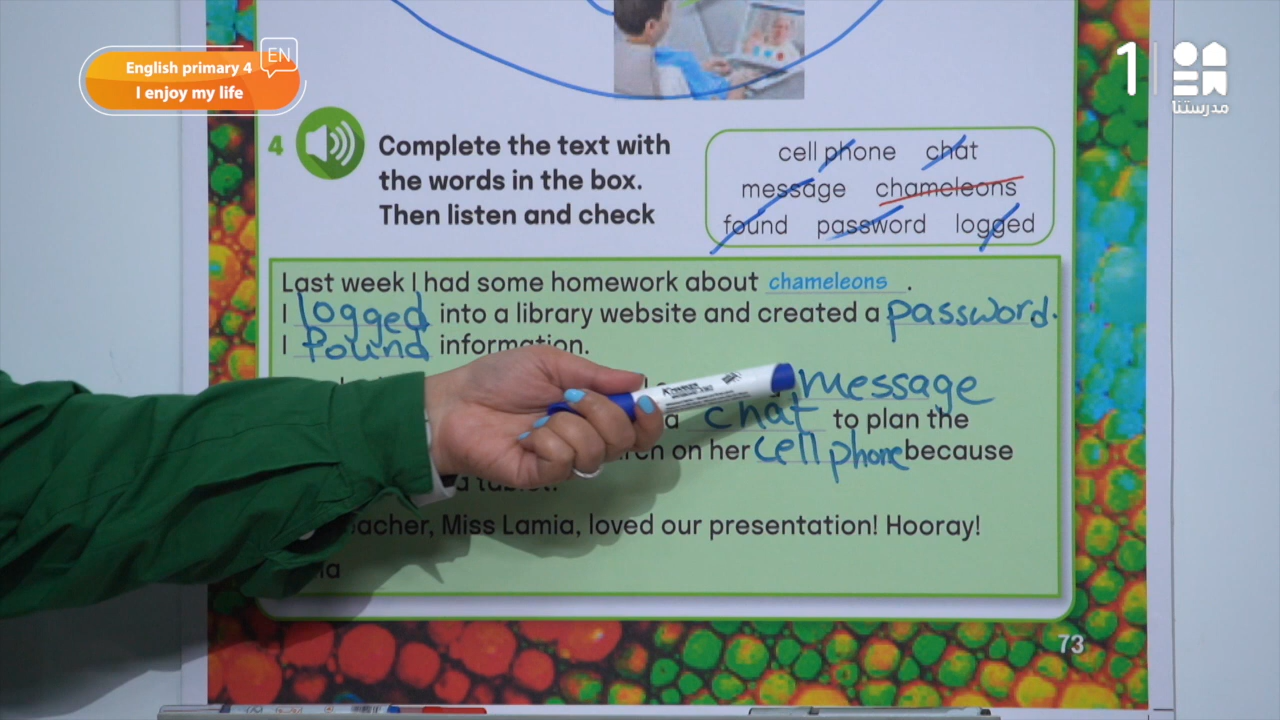 English primary 4
I enjoy my life
EN
1
مدرستنا
4 Complete the text with
the words in the box.
Then listen and check
cell phone chat
message chameleons
found password logged
Last week I had some homework about chameleons.
I logged into a library website and created a password.
I found information.
message
a chat to plan the
on her cell phone because
a tablet.
Miss Lamia, loved our presentation! Hooray!
73